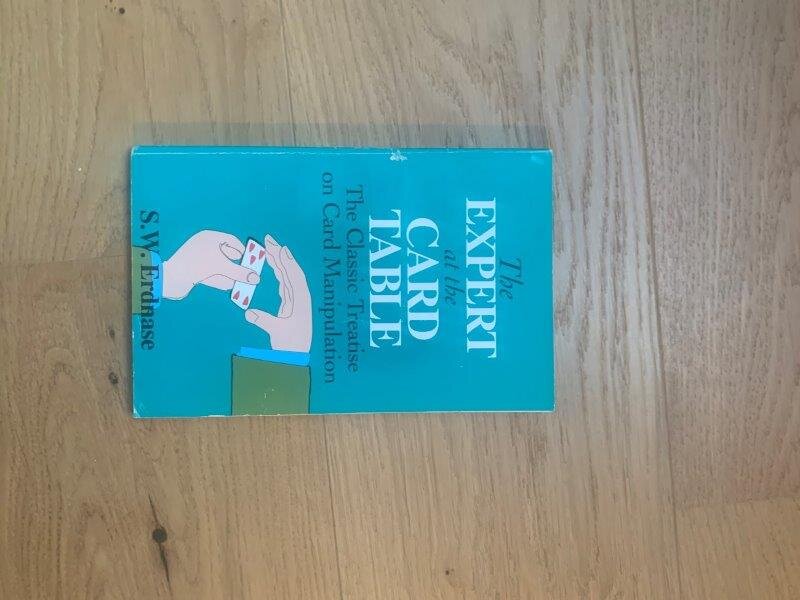 The
EXPERT
at the
CARD
TABLE
The Classic Treatise
on Card Manipulation
S.W. Erdnase